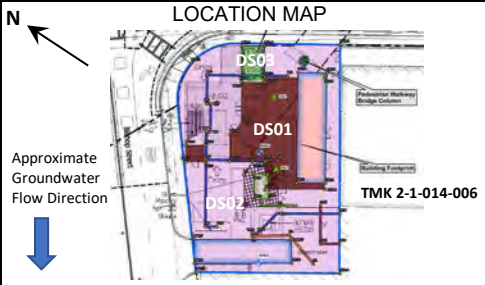 LOCATION MAP
N
DS03
Pedestrian Walkway
Bridge Column
DS01
Building Footprint
TMK 2-1-014-006
Approximate
Groundwater
Flow Direction
DS02